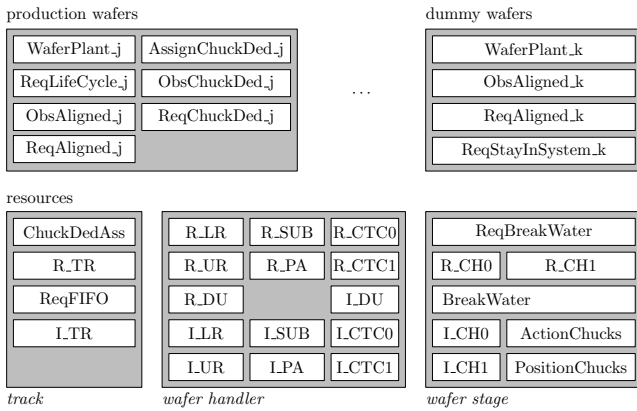 production wafers
dummy wafers
WaferPlant_j AssignChuckDed_j
ReqLifeCycle_j ObsChuckDed_j
ObsAligned_j ReqChuckDed_j
ReqAligned_j
...
WaferPlant_k
ObsAligned_k
ReqAligned_k
ReqStayInSystem_k
resources
ChuckDedAss
R_TR
ReqFIFO
I_TR
track
R_LR R_SUB R_CTC0
R_UR R_PA R_CTC1
R_DU I_DU
I_LR I_SUB I_CTC0
I_UR I_PA I_CTC1
wafer handler
ReqBreakWater
R_CH0 R_CH1
BreakWater
I_CH0 ActionChucks
I_CH1 PositionChucks
wafer stage